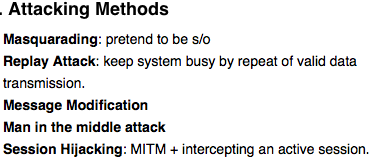 . Attacking Methods
Masquarading: pretend to be s/o
Replay Attack: keep system busy by repeat of valid data
transmission.
Message Modification
Man in the middle attack
Session Hijacking: MITM + intercepting an active session.